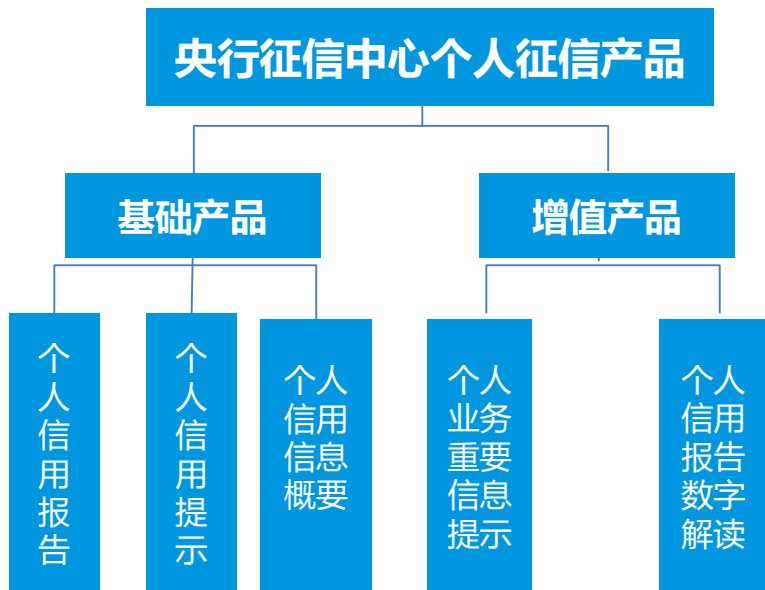 央行征信中心个人征信产品
基础产品
增值产品
个人信用报告
个人信用提示
个人
信用
信息
概要
个人
业务
重要
信息
提示
个人
信用
报告
数字
解读